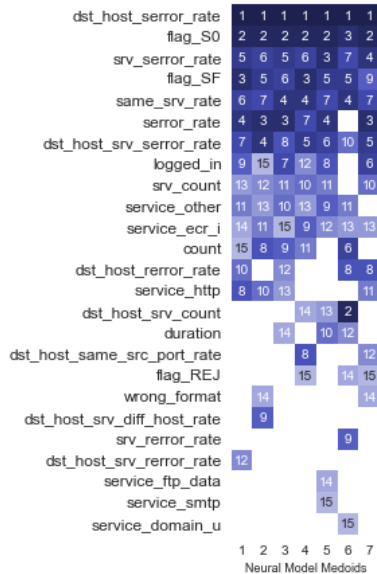 dst_host_serror_rate 1 1 1 1 1 1 1
flag_S0 2 2 2 2 2 3 2
srv_serror_rate 5 6 5 6 3 7 4
flag_SF 3 5 6 3 5 5 9
same_srv_rate 6 7 4 4 7 4 7
serror_rate 4 3 3 7 4 3
dst_host_srv_serror_rate 7 4 8 5 6 10 5
logged_in 9 15 7 12 8 6
srv_count 13 12 11 10 11 10
service_other 11 13 10 13 9 11
service_ecr_i 14 11 15 9 12 13 13
count 15 8 9 11 6
dst_host_rerror_rate 10 12 8 8
service_http 8 10 13 11
dst_host_srv_count 14 13 2
duration 14 10 12
dst_host_same_src_port_rate 8 12
flag_REJ 15 14 15
wrong_format 14 14
dst_host_srv_diff_host_rate 9
srv_rerror_rate 9
dst_host_srv_rerror_rate 12
service_ftp_data 14
service_smtp 15
service_domain_u 15
1 2 3 4 5 6 7
Neural Model Medoids